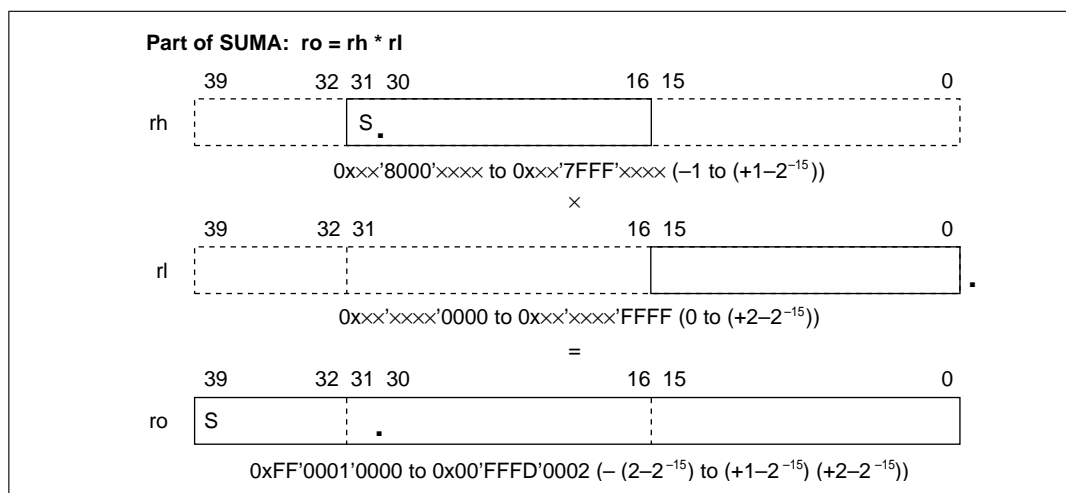 Part of SUMA: ro = rh * rl
39 32 31 30 16 15 0
rh S .
0x××'8000'×××× to 0x××'7FFF'×××× (–1 to (+1–2⁻¹⁵))
×
39 32 31 16 15 0
rl .
0x××'××××'0000 to 0x××'××××'FFFF (0 to (+2–2⁻¹⁵))
=
39 32 31 30 16 15 0
ro S .
0xFF'0001'0000 to 0x00'FFFD'0002 (– (2–2⁻¹⁵) to (+1–2⁻¹⁵) (+2–2⁻¹⁵))